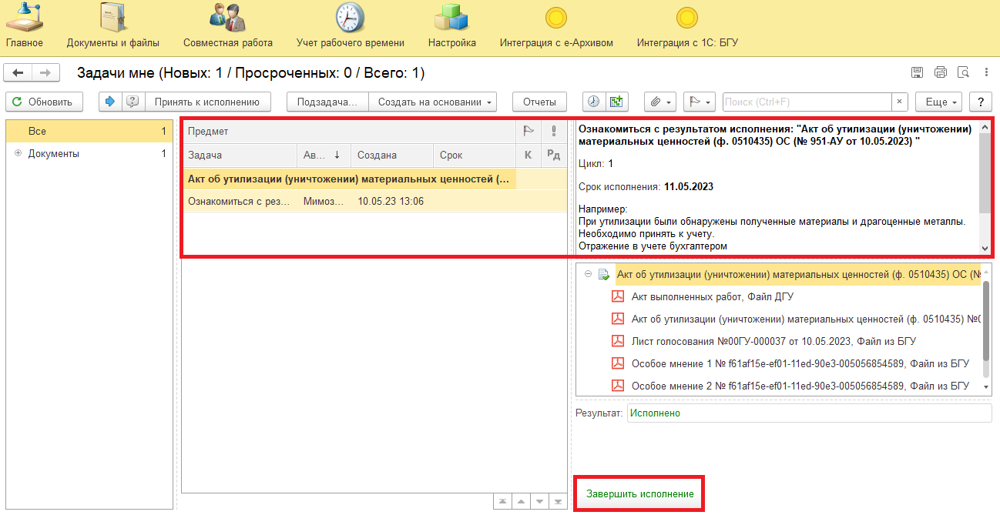 Главное
Документы и файлы
Совместная работа
Учет рабочего времени
Настройка
Интеграция с е-Архивом
Интеграция с 1С: БГУ
Задачи мне (Новых: 1 / Просроченных: 0 / Всего: 1)
Обновить
Принять к исполнению
Подзадача...
Создать на основании
Отчеты
Поиск (Ctrl+F)
×
Еще
?
Все 1
Документы 1
Предмет
Задача Ав... ↓ Создана Срок К Рд
Акт об утилизации (уничтожении) материальных ценностей (...
Ознакомиться с рез... Мимоз... 10.05.23 13:06
Ознакомиться с результатом исполнения: "Акт об утилизации (уничтожении)
материальных ценностей (ф. 0510435) ОС (№ 951-АУ от 10.05.2023) "
Цикл: 1
Срок исполнения: 11.05.2023
Например:
При утилизации были обнаружены полученные материалы и драгоценные металлы.
Необходимо принять к учету.
Отражение в учете бухгалтером
Акт об утилизации (уничтожении) материальных ценностей (ф. 0510435) ОС (№
Акт выполненных работ, Файл ДГУ
Акт об утилизации (уничтожении) материальных ценностей (ф. 0510435) №0
Лист голосования №00ГУ-000037 от 10.05.2023, Файл из БГУ
Особое мнение 1 № f61af15e-ef01-11ed-90e3-005056854589, Файл из БГУ
Особое мнение 2 № f61af15e-ef01-11ed-90e3-005056854589, Файл из БГУ
Результат: Исполнено
Завершить исполнение